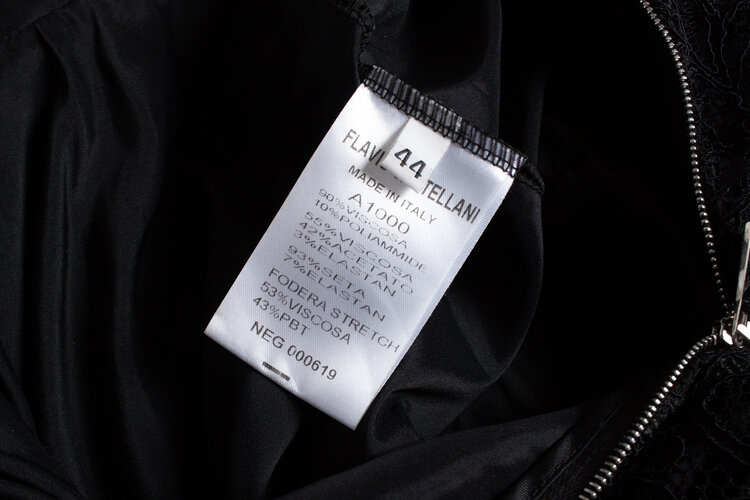 44
FLAVI TELLANI
MADE IN ITALY
A1000
90%VISCOSA
10%POLIAMMIDE
55%VISCOSA
42%ACETATO
3%ELASTAN
93%SETA
7%ELASTAN
FODERA STRETCH
53%VISCOSA
43%PBT
NEG 000619